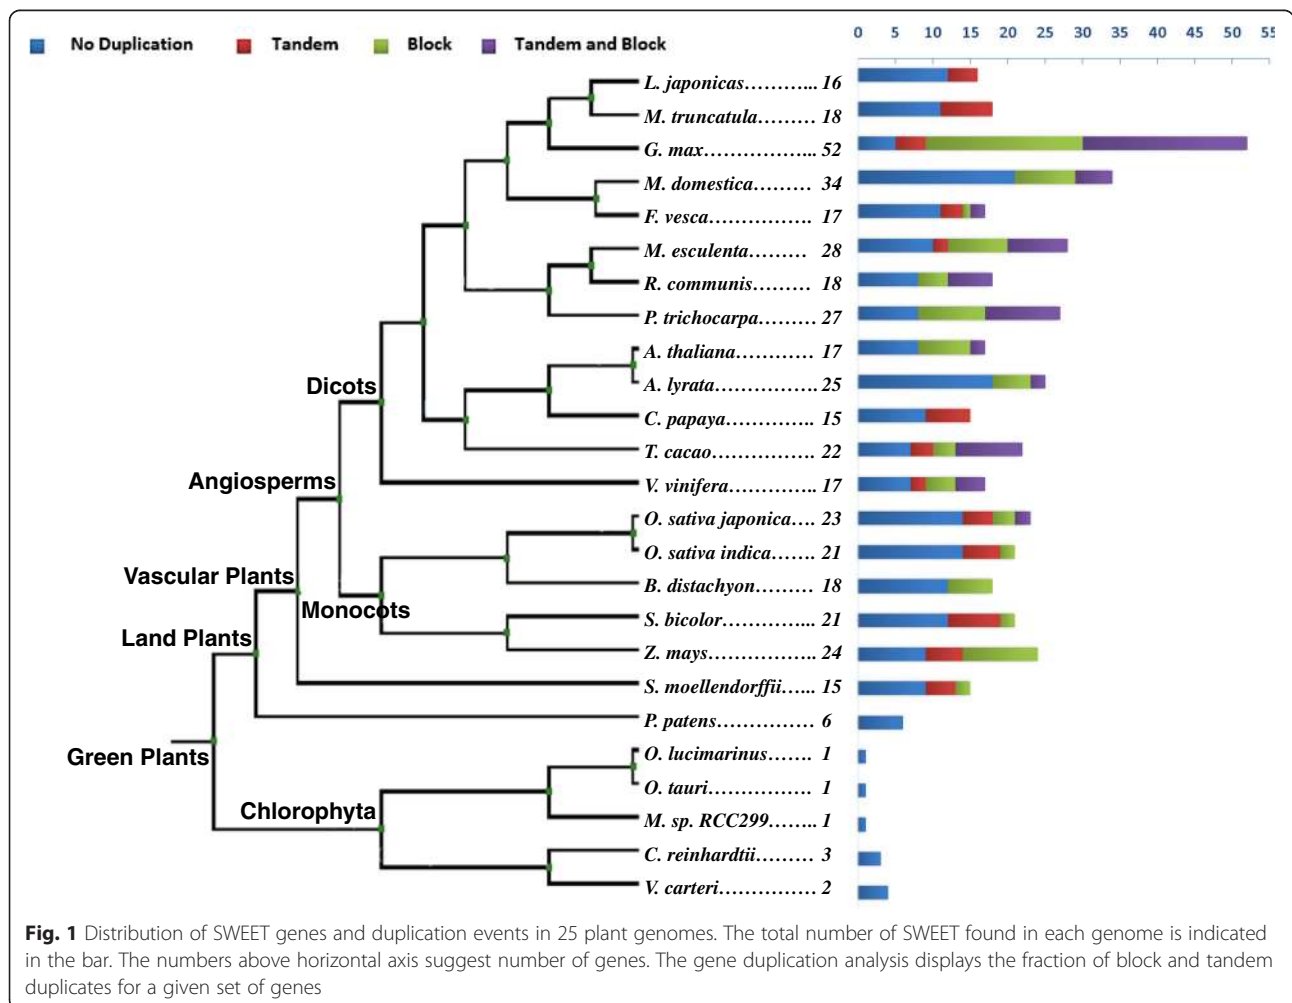 No Duplication Tandem Block Tandem and Block
0 5 10 15 20 25 30 35 40 45 50 55
L. japonicas………... 16
M. truncatula……… 18
G. max……………... 52
M. domestica……… 34
F. vesca……………. 17
M. esculenta……… 28
R. communis……… 18
P. trichocarpa……… 27
A. thaliana………… 17
A. lyrata……………. 25
C. papaya………….. 15
T. cacao……………. 22
V. vinifera………….. 17
O. sativa japonica…. 23
O. sativa indica……. 21
B. distachyon……… 18
S. bicolor…………... 21
Z. mays…………….. 24
S. moellendorffii…... 15
P. patens…………… 6
O. lucimarinus……. 1
O. tauri……………. 1
M. sp. RCC299…….. 1
C. reinhardtii……… 3
V. carteri…………… 2
Dicots
Angiosperms
Vascular Plants
Monocots
Land Plants
Green Plants
Chlorophyta
Fig. 1 Distribution of SWEET genes and duplication events in 25 plant genomes. The total number of SWEET found in each genome is indicated
in the bar. The numbers above horizontal axis suggest number of genes. The gene duplication analysis displays the fraction of block and tandem
duplicates for a given set of genes